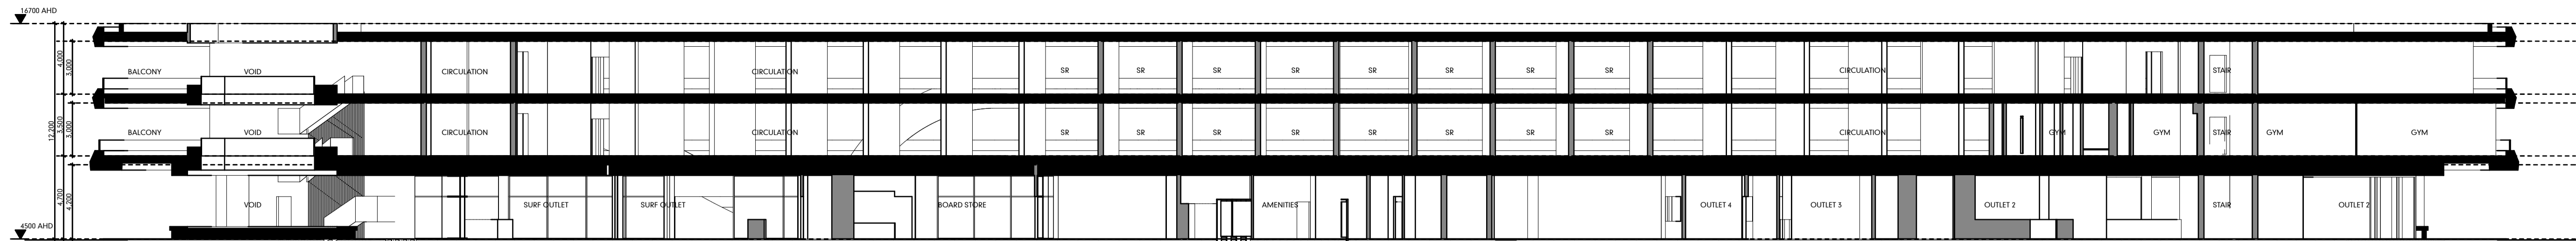 16700 AHD
4,000
3,000
BALCONY VOID CIRCULATION CIRCULATION SR SR SR SR SR SR SR SR CIRCULATION STAIR
12,200
3,500
3,000
BALCONY VOID CIRCULATION CIRCULATION SR SR SR SR SR SR SR SR CIRCULATION GYM GYM STAIR GYM GYM
4,700
4,200
VOID SURF OUTLET SURF OUTLET BOARD STORE AMENITIES OUTLET 4 OUTLET 3 OUTLET 2 STAIR OUTLET 2
4500 AHD